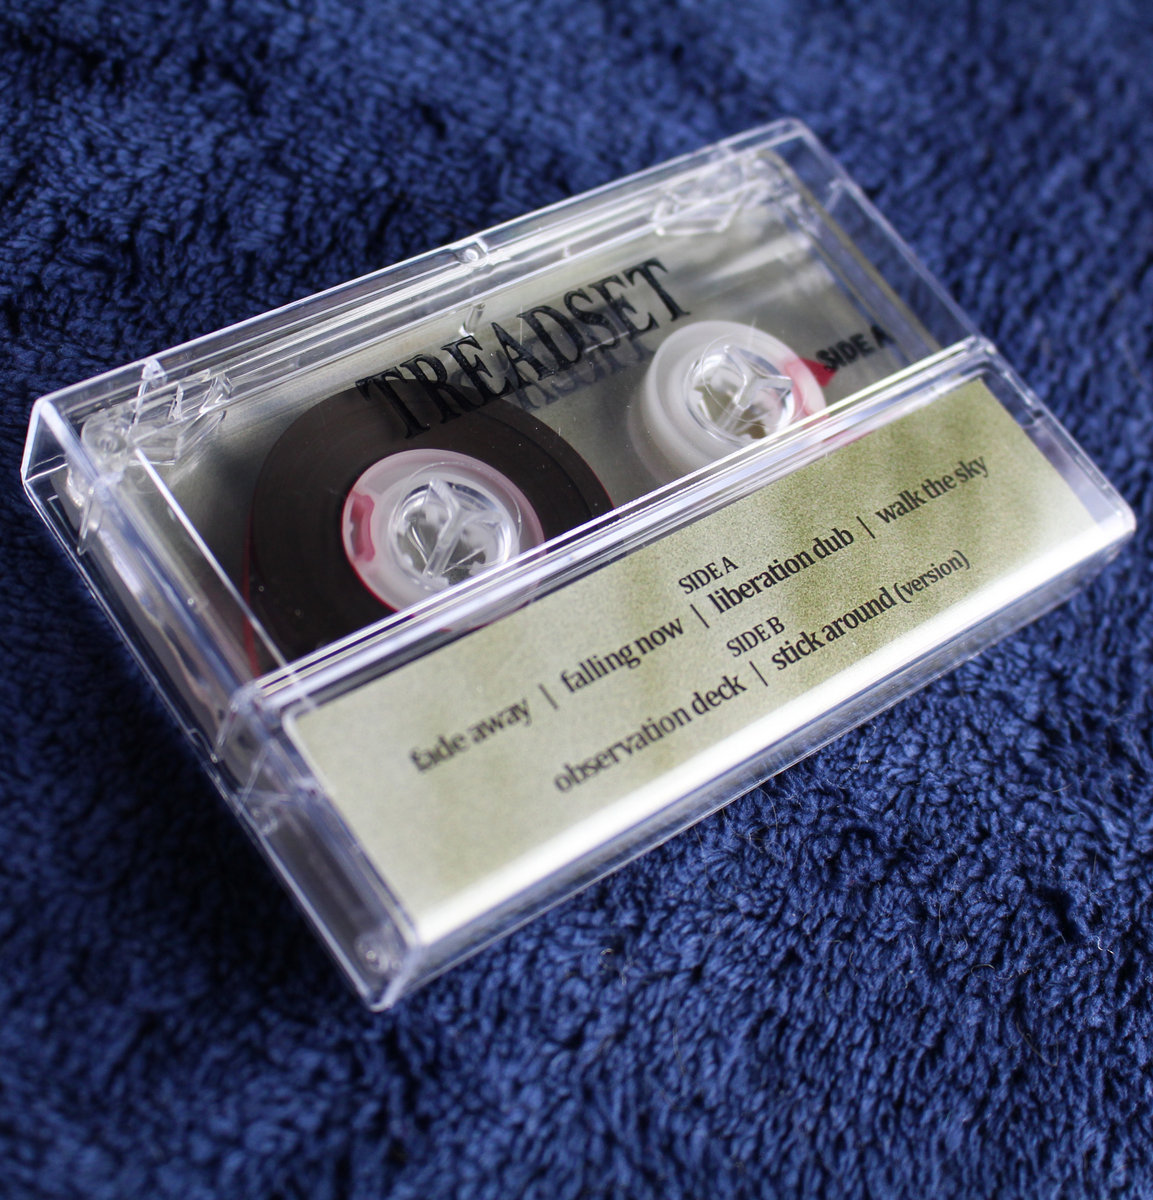 TREADSET
SIDE A
SIDE A
fade away | falling now | liberation dub | walk the sky
SIDE B
observation deck | stick around (version)